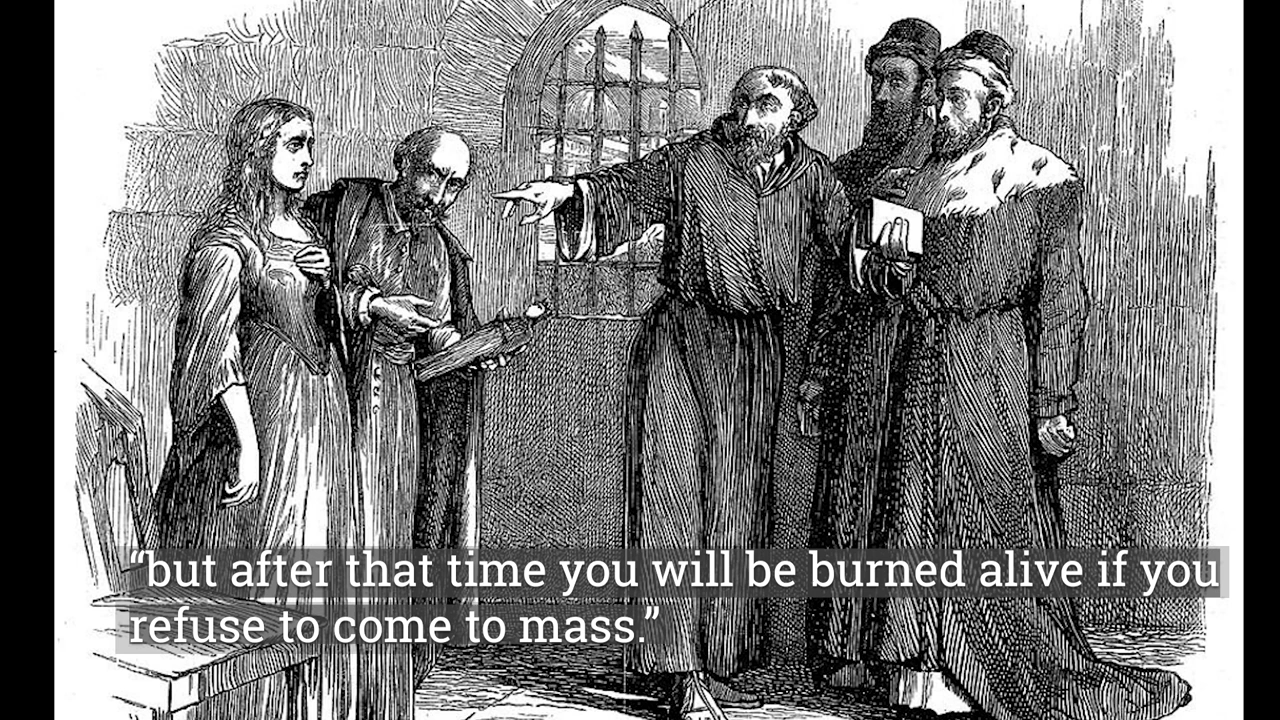 “but after that time you will be burned alive if you
refuse to come to mass.”